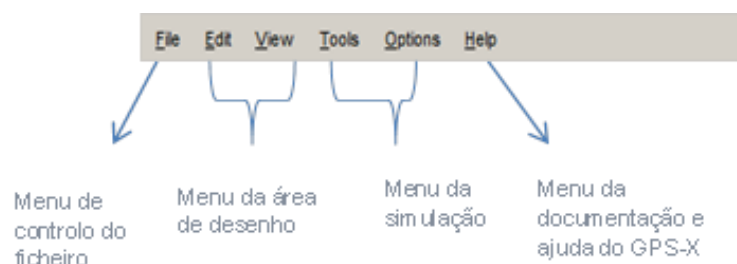 File Edit View Tools Options Help
Menu de
controlo do
ficheiro
Menu da área
de desenho
Menu da
simulação
Menu da
documentação e
ajuda do GPS-X